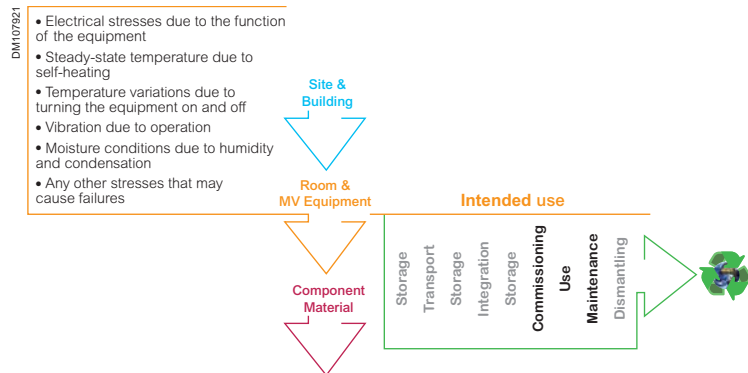 DM107921
• Electrical stresses due to the function
of the equipment
• Steady-state temperature due to
self-heating
• Temperature variations due to
turning the equipment on and off
• Vibration due to operation
• Moisture conditions due to humidity
and condensation
• Any other stresses that may
cause failures
Site &
Building
Room &
MV Equipment
Component
Material
Intended use
Storage
Transport
Storage
Integration
Storage
Commissioning
Use
Maintenance
Dismantling